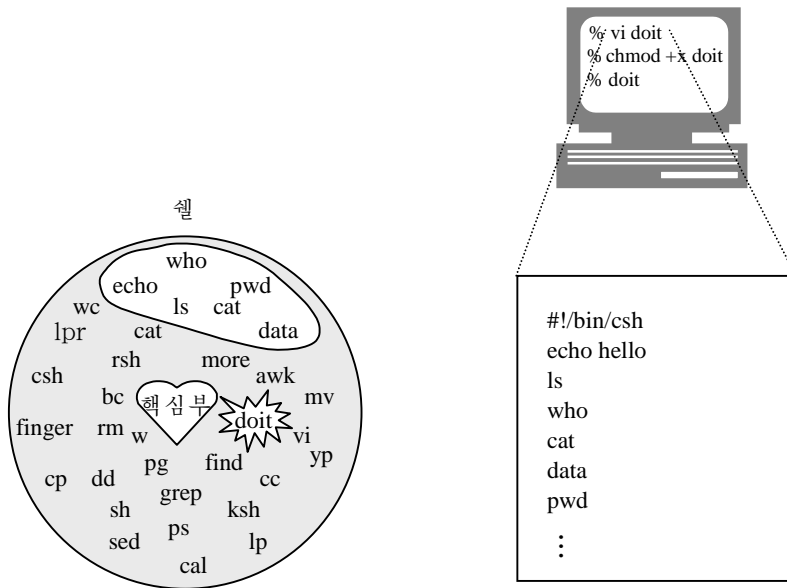 % vi doit
% chmod +x doit
% doit
쉘
who
echo pwd
ls cat
wc
data
lpr cat
rsh more
csh awk
bc 핵심부 mv
doit
finger rm w vi
yp
pg find
cp dd cc
grep
sh ksh
ps
sed lp
cal
#!/bin/csh
echo hello
ls
who
cat
data
pwd
⋮